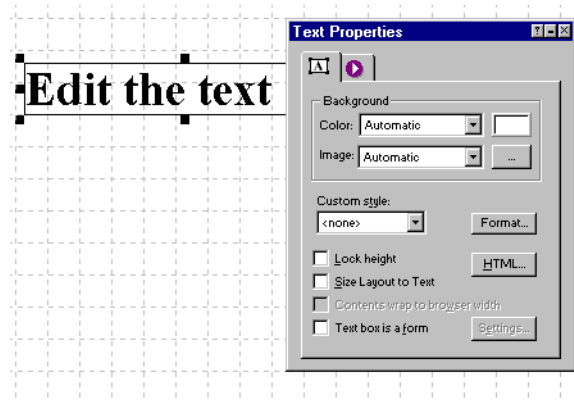 Edit the text
Text Properties
A
Background
Color: Automatic
Image: Automatic ...
Custom style:
<none> Format...
Lock height HTML...
Size Layout to Text
Contents wrap to browser width
Text box is a form Settings...